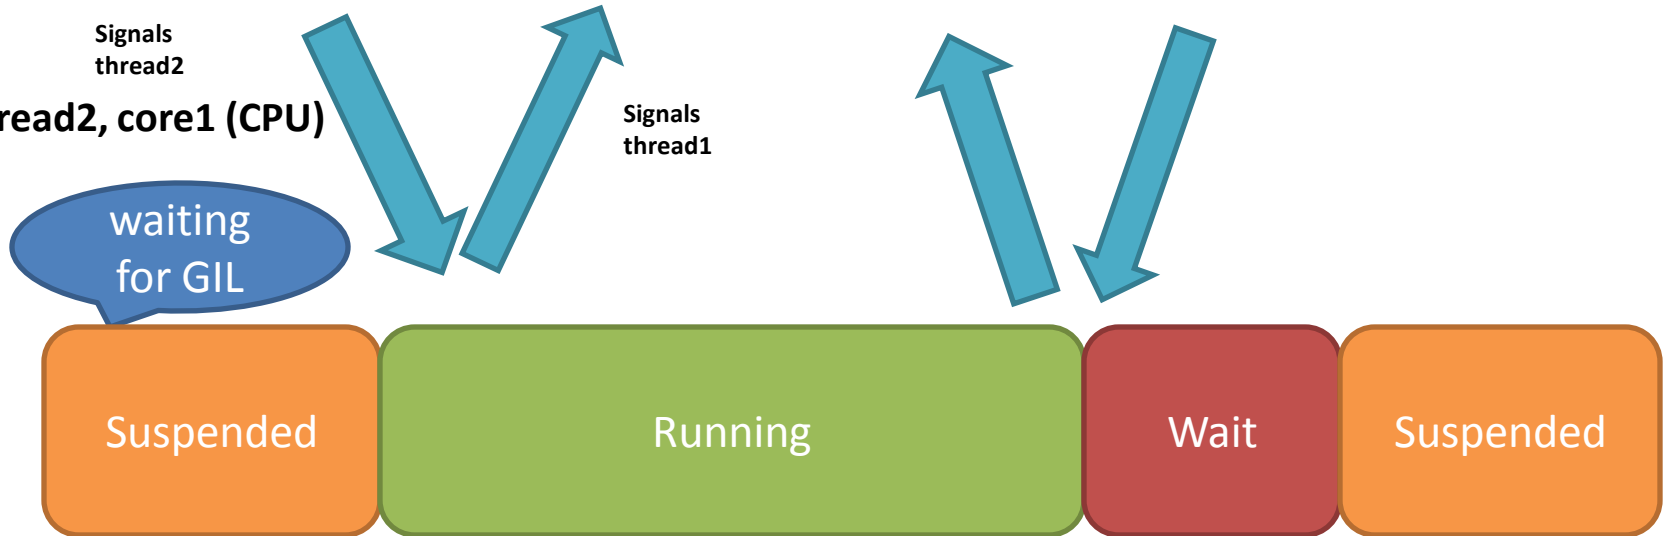 Signals
thread2
read2, core1 (CPU)
Signals
thread1
waiting
for GIL
Suspended
Running
Wait
Suspended